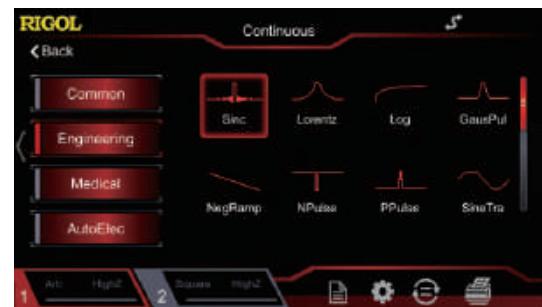 RIGOL
Continuous
Back
Common
Engineering
Medical
AutoElec
Sinc Lorentz Log GausPul
NegRamp NPulse PPulse SineTra
1 Arb HighZ 2 Square HighZ